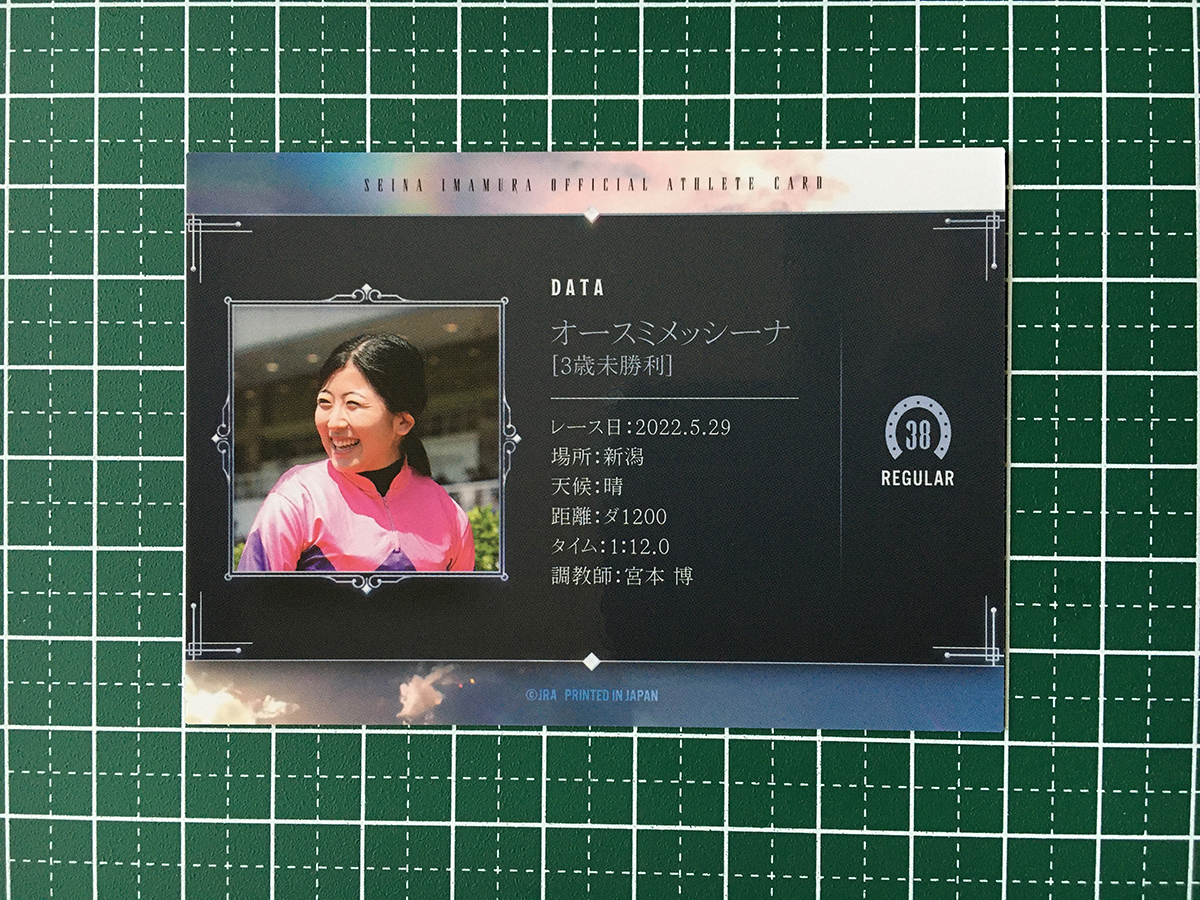 SEINA IMAMURA OFFICIAL ATHLETE CARD
DATA
オースミメッシーナ
[3歳未勝利]
レース日:2022.5.29
場所:新潟
天候:晴
距離:ダ1200
タイム:1:12.0
調教師:宮本 博
38
REGULAR
©JRA PRINTED IN JAPAN